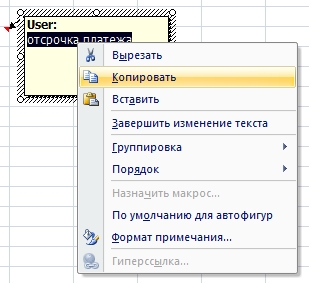 User:
отсрочка платежа
Вырезать
Копировать
Вставить
Завершить изменение текста
Группировка
Порядок
Назначить макрос...
По умолчанию для автофигур
Формат примечания...
Гиперссылка...